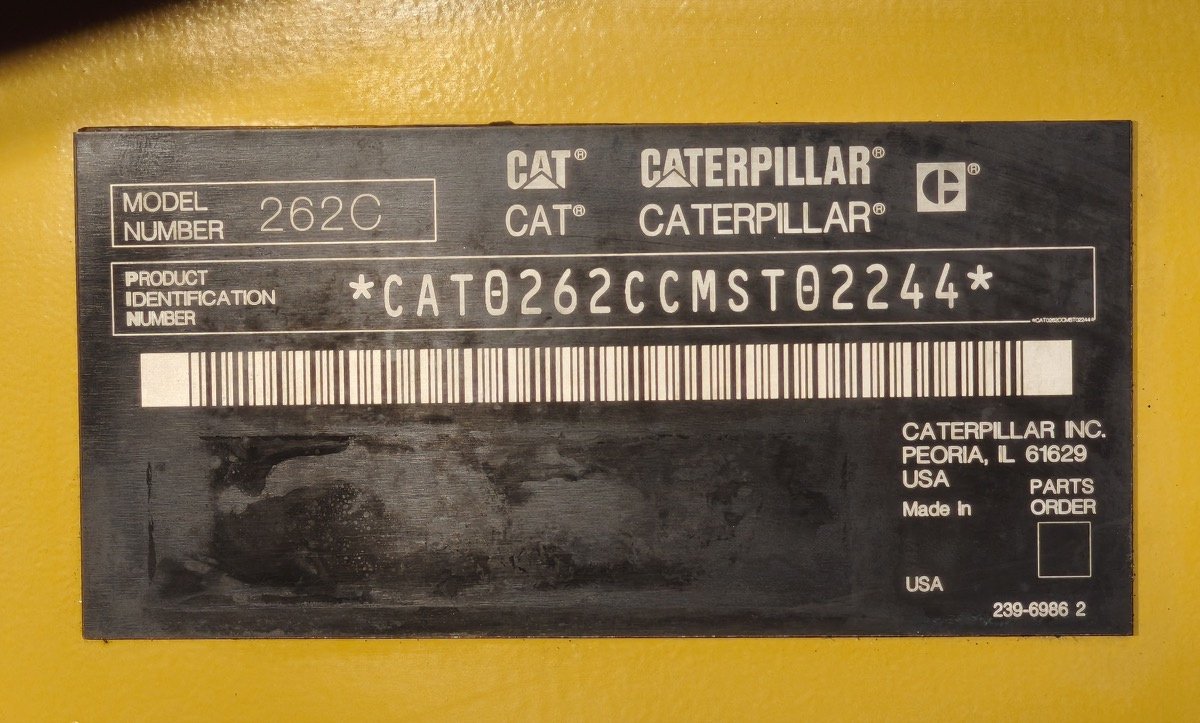 MODEL
NUMBER
262C
CAT® CATERPILLAR® C®
CAT® CATERPILLAR®
PRODUCT
IDENTIFICATION
NUMBER
*CAT0262CCMST02244*
*CAT0262CCMST02244*
CATERPILLAR INC.
PEORIA, IL 61629
USA
Made in
PARTS
ORDER
USA
239-6986 2